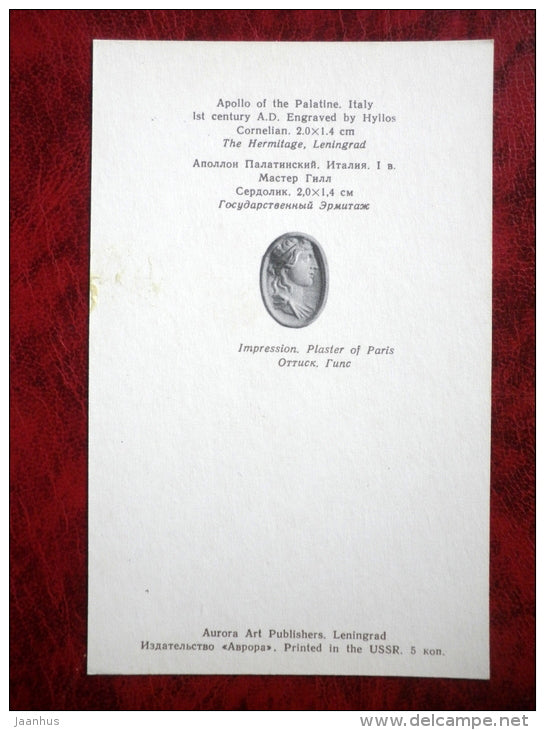 Apollo of the Palatine. Italy
Ist century A.D. Engraved by Hyllos
Cornelian. 2.0×1.4 cm
The Hermitage, Leningrad
Аполлон Палатинский. Италия. I в.
Мастер Гилл
Сердолик. 2,0×1,4 см
Государственный Эрмитаж
Impression. Plaster of Paris
Оттиск. Гипс
Aurora Art Publishers. Leningrad
Издательство «Аврора». Printed in the USSR. 5 коп.
jaanhus
www.delcampe.net